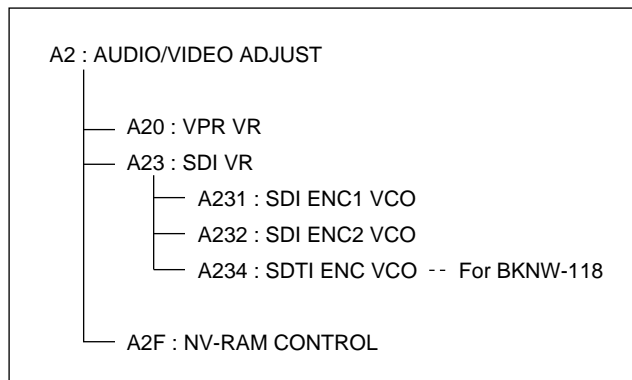 A2 : AUDIO/VIDEO ADJUST
A20 : VPR VR
A23 : SDI VR
A231 : SDI ENC1 VCO
A232 : SDI ENC2 VCO
A234 : SDTI ENC VCO -- For BKNW-118
A2F : NV-RAM CONTROL